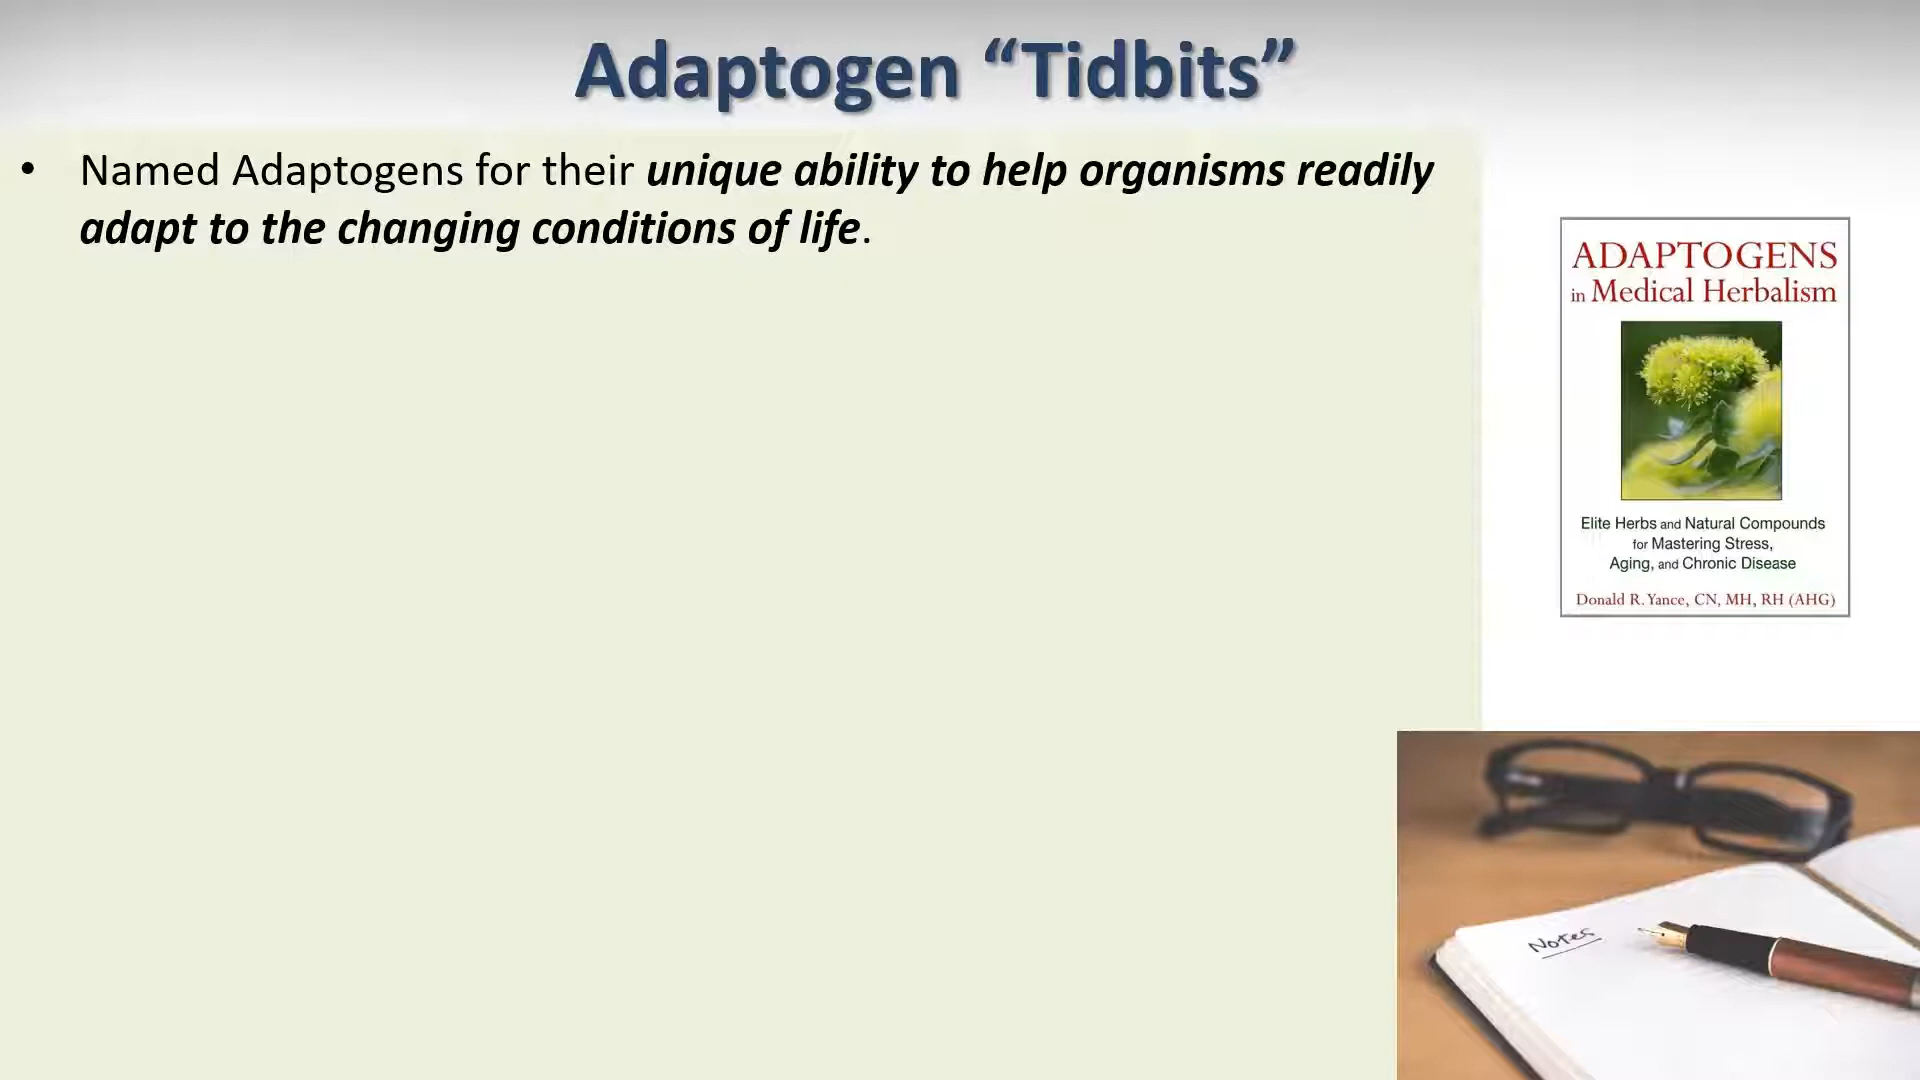 Adaptogen “Tidbits”
• Named Adaptogens for their unique ability to help organisms readily
adapt to the changing conditions of life.
ADAPTOGENS
in Medical Herbalism
Elite Herbs and Natural Compounds
for Mastering Stress,
Aging, and Chronic Disease
Donald R. Yance, CN, MH, RH (AHG)
Notes